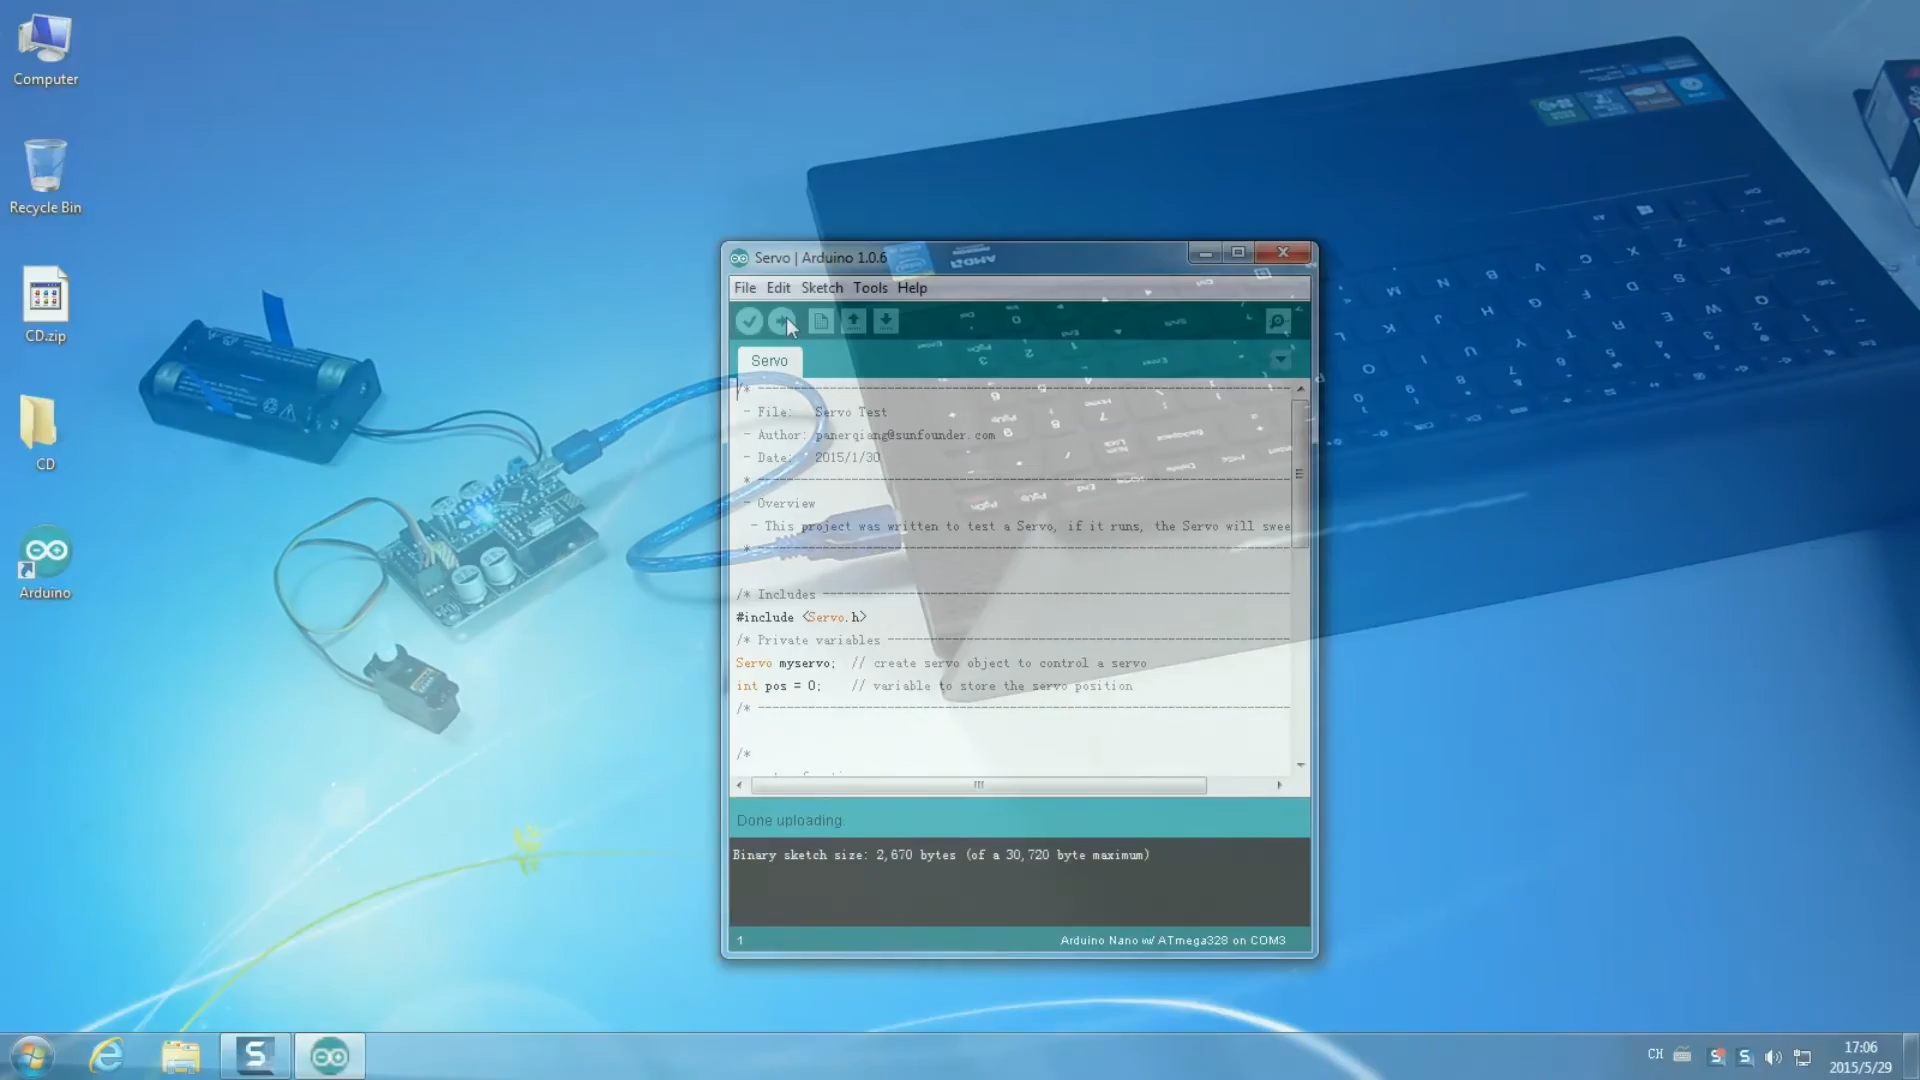 Computer
Recycle Bin
CD.zip
CD
Arduino
Servo | Arduino 1.0.6
File Edit Sketch Tools Help
Servo
/* ----------------------------------------
- File: Servo Test
- Author: panerqiang@sunfounder.com
- Date: 2015/1/30
* ----------------------------------------
- Overview
- This project was written to test a Servo, if it runs, the Servo will swee
* ----------------------------------------
/* Includes ----------------------------------------
#include <Servo.h>
/* Private variables ----------------------------------------
Servo myservo; // create servo object to control a servo
int pos = 0; // variable to store the servo position
/* ----------------------------------------
/*
Done uploading.
Binary sketch size: 2,670 bytes (of a 30,720 byte maximum)
1
Arduino Nano w/ ATmega328 on COM3
CH
17:06
2015/5/29